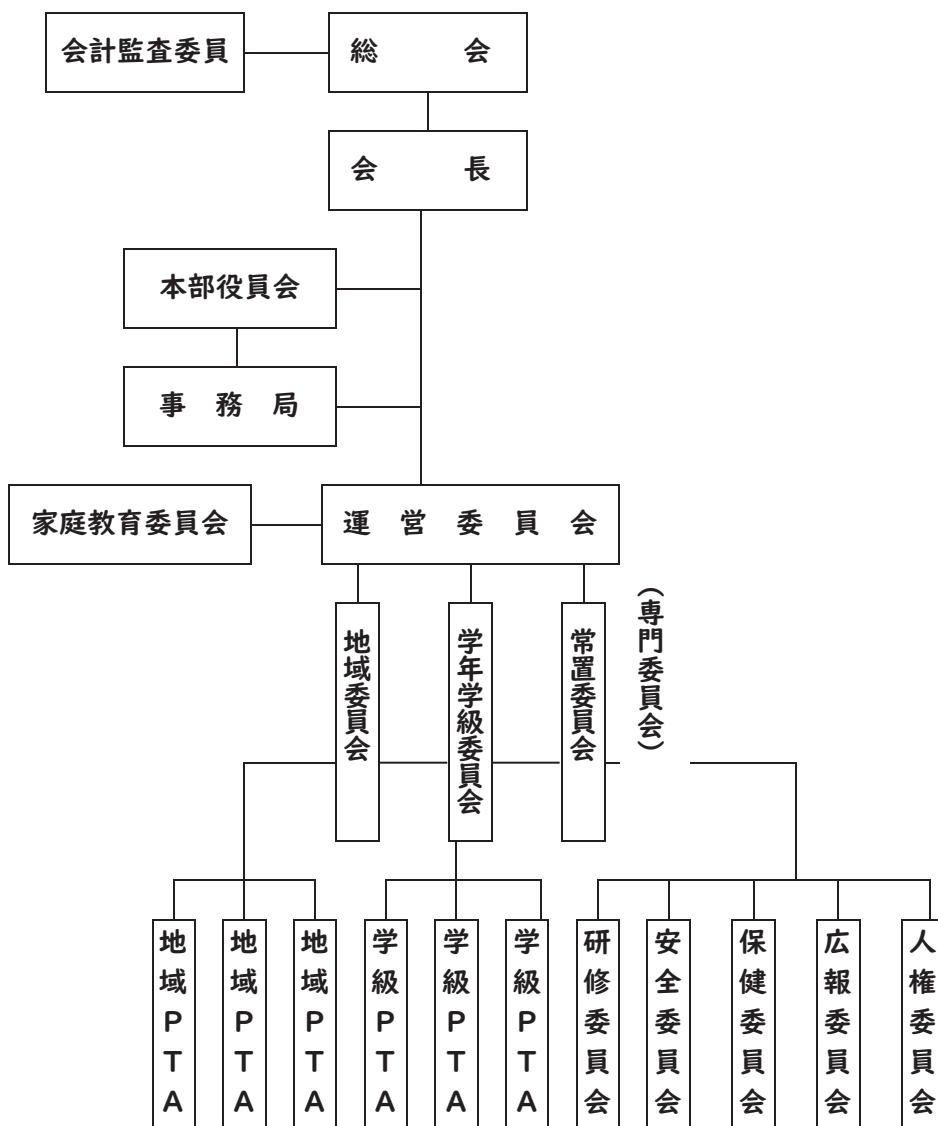 会計監査委員
総　会
会　長
本部役員会
事　務　局
家庭教育委員会
運　営　委　員　会
地域委員会
学年学級委員会
常置委員会
（専門委員会）
地域PTA
地域PTA
地域PTA
学級PTA
学級PTA
学級PTA
研修委員会
安全委員会
保健委員会
広報委員会
人権委員会